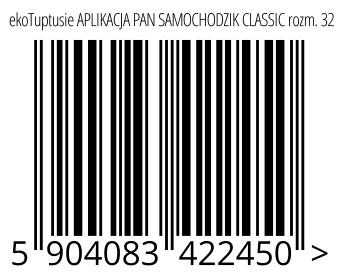 ekoTuptusie APLIKACJA PAN SAMOCHODZIK CLASSIC rozm. 32
5 904083 422450 >